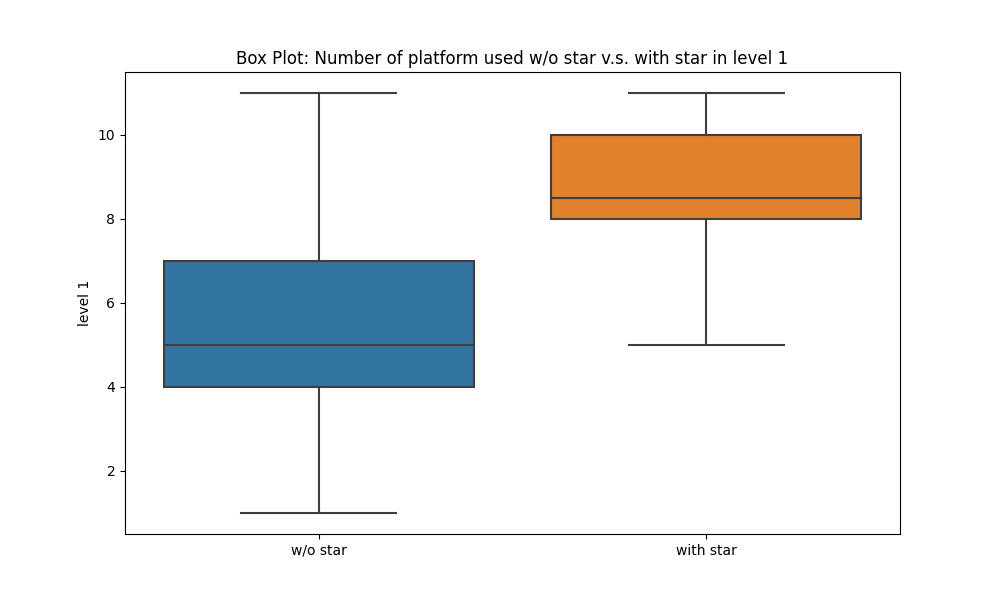 Box Plot: Number of platform used w/o star v.s. with star in level 1
10
8
6
4
2
level 1
w/o star
with star